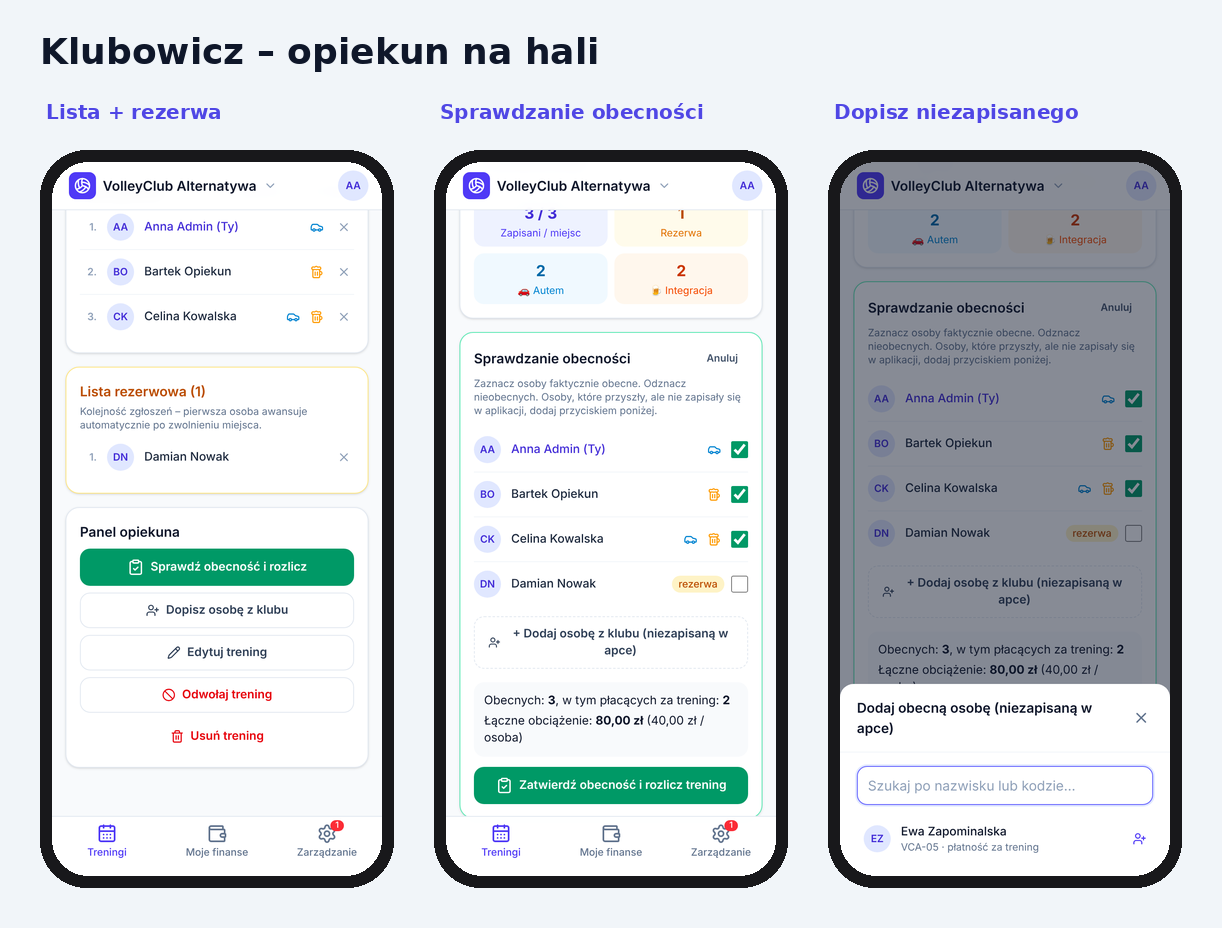 Klubowicz – opiekun na hali
Lista + rezerwa
VolleyClub Alternatywa
AA
1. AA Anna Admin (Ty)
2. BO Bartek Opiekun
3. CK Celina Kowalska
Lista rezerwowa (1)
Kolejność zgłoszeń – pierwsza osoba awansuje
automatycznie po zwolnieniu miejsca.
1. DN Damian Nowak
Panel opiekuna
Sprawdź obecność i rozlicz
Dopisz osobę z klubu
Edytuj trening
Odwołaj trening
Usuń trening
Treningi
Moje finanse
1
Zarządzanie
Sprawdzanie obecności
VolleyClub Alternatywa
AA
3 / 3
Zapisani / miejsc
1
Rezerwa
2
Autem
2
Integracja
Sprawdzanie obecności
Anuluj
Zaznacz osoby faktycznie obecne. Odznacz
nieobecnych. Osoby, które przyszły, ale nie zapisały się
w aplikacji, dodaj przyciskiem poniżej.
AA Anna Admin (Ty)
BO Bartek Opiekun
CK Celina Kowalska
DN Damian Nowak rezerwa
+ Dodaj osobę z klubu (niezapisaną w
apce)
Obecnych: 3, w tym płacących za trening: 2
Łączne obciążenie: 80,00 zł (40,00 zł /
osoba)
Zatwierdź obecność i rozlicz trening
Treningi
Moje finanse
1
Zarządzanie
Dopisz niezapisanego
VolleyClub Alternatywa
AA
2
Autem
2
Integracja
Sprawdzanie obecności
Anuluj
Zaznacz osoby faktycznie obecne. Odznacz
nieobecnych. Osoby, które przyszły, ale nie zapisały się
w aplikacji, dodaj przyciskiem poniżej.
AA Anna Admin (Ty)
BO Bartek Opiekun
CK Celina Kowalska
DN Damian Nowak rezerwa
+ Dodaj osobę z klubu (niezapisaną w
apce)
Obecnych: 3, w tym płacących za trening: 2
Łączne obciążenie: 80,00 zł (40,00 zł /
Dodaj obecną osobę (niezapisaną w
apce)
Szukaj po nazwisku lub kodzie...
EZ Ewa Zapominalska
VCA-05 · płatność za trening